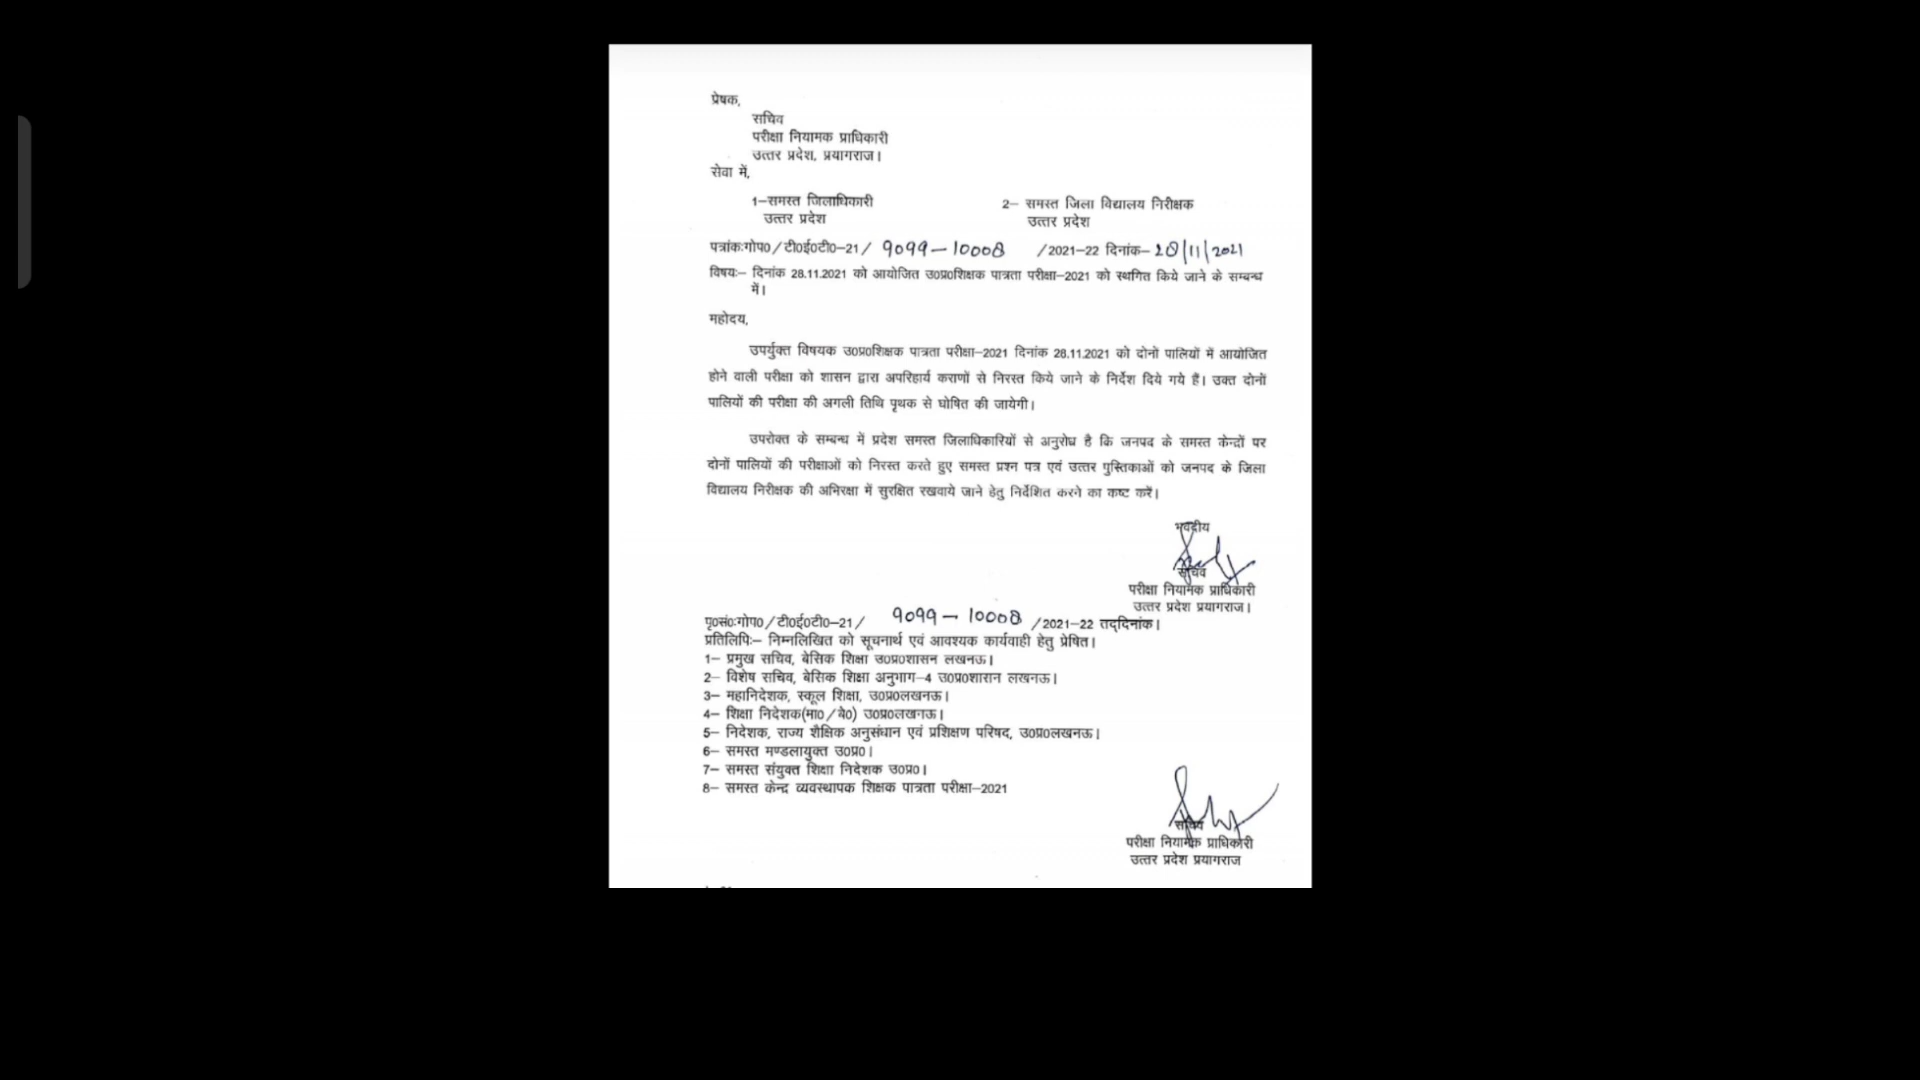 प्रेषक,
सचिव
परीक्षा नियामक प्राधिकारी
उत्तर प्रदेश, प्रयागराज।
सेवा में,
1–समस्त जिलाधिकारी 2– समस्त जिला विद्यालय निरीक्षक
उत्तर प्रदेश उत्तर प्रदेश
पत्रांक:गोप0/टी0ई0टी0–21/ 9099–10008 /2021–22 दिनांक–28/11/2021
विषयः– दिनांक 28.11.2021 को आयोजित उ0प्र0शिक्षक पात्रता परीक्षा–2021 को स्थगित किये जाने के सम्बन्ध
में।
महोदय,
उपर्युक्त विषयक उ0प्र0शिक्षक पात्रता परीक्षा–2021 दिनांक 28.11.2021 को दोनों पालियों में आयोजित
होने वाली परीक्षा को शासन द्वारा अपरिहार्य कराणों से निरस्त किये जाने के निर्देश दिये गये हैं। उक्त दोनों
पालियों की परीक्षा की अगली तिथि पृथक से घोषित की जायेगी।
उपरोक्त के सम्बन्ध में प्रदेश समस्त जिलाधिकारियों से अनुरोध है कि जनपद के समस्त केन्द्रों पर
दोनों पालियों की परीक्षाओं को निरस्त करते हुए समस्त प्रश्न पत्र एवं उत्तर पुस्तिकाओं को जनपद के जिला
विद्यालय निरीक्षक की अभिरक्षा में सुरक्षित रखवाये जाने हेतु निर्देशित करने का कष्ट करें।
भवदीय
सचिव
परीक्षा नियामक प्राधिकारी
उत्तर प्रदेश प्रयागराज।
पृ0सं0:गोप0/टी0ई0टी0–21/ 9099–10008 /2021–22 तद्दिनांक।
प्रतिलिपिः– निम्नलिखित को सूचनार्थ एवं आवश्यक कार्यवाही हेतु प्रेषित।
1– प्रमुख सचिव, बेसिक शिक्षा उ0प्र0शासन लखनऊ।
2– विशेष सचिव, बेसिक शिक्षा अनुभाग–4 उ0प्र0शारान लखनऊ।
3– महानिदेशक, स्कूल शिक्षा, उ0प्र0लखनऊ।
4– शिक्षा निदेशक(मा0/बे0) उ0प्र0लखनऊ।
5– निदेशक, राज्य शैक्षिक अनुसंधान एवं प्रशिक्षण परिषद, उ0प्र0लखनऊ।
6– समस्त मण्डलायुक्त उ0प्र0।
7– समस्त संयुक्त शिक्षा निदेशक उ0प्र0।
8– समस्त केन्द्र व्यवस्थापक शिक्षक पात्रता परीक्षा–2021
सचिव
परीक्षा नियामक प्राधिकारी
उत्तर प्रदेश प्रयागराज